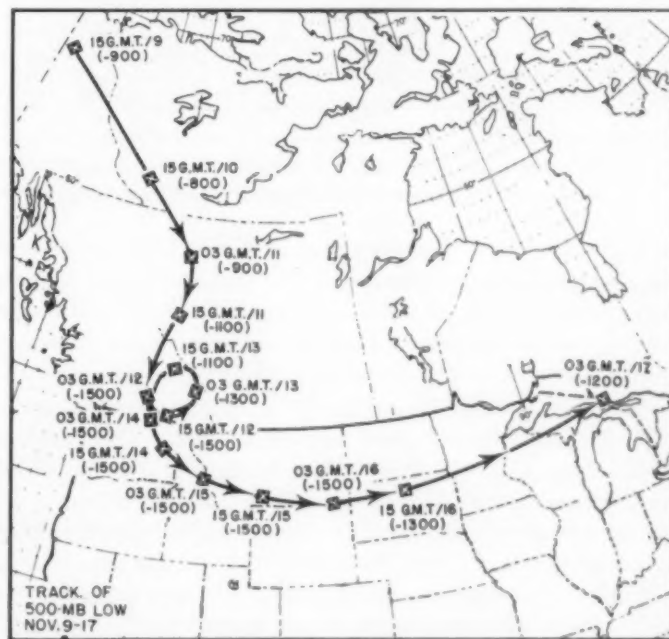 15 G.M.T./9
(-900)
15 G.M.T./10
(-800)
03 G.M.T./11
(-900)
15 G.M.T./11
(-1100)
15 G.M.T./13
(-1100)
03 G.M.T./12
(-1500)
03 G.M.T./13
(-1300)
03 G.M.T./14
(-1500)
15 G.M.T./12
(-1500)
15 G.M.T./14
(-1500)
03 G.M.T./15
(-1500)
15 G.M.T./15
(-1500)
03 G.M.T./16
(-1500)
15 G.M.T./16
(-1300)
03 G.M.T./17
(-1200)
TRACK OF
500-MB LOW
NOV. 9-17